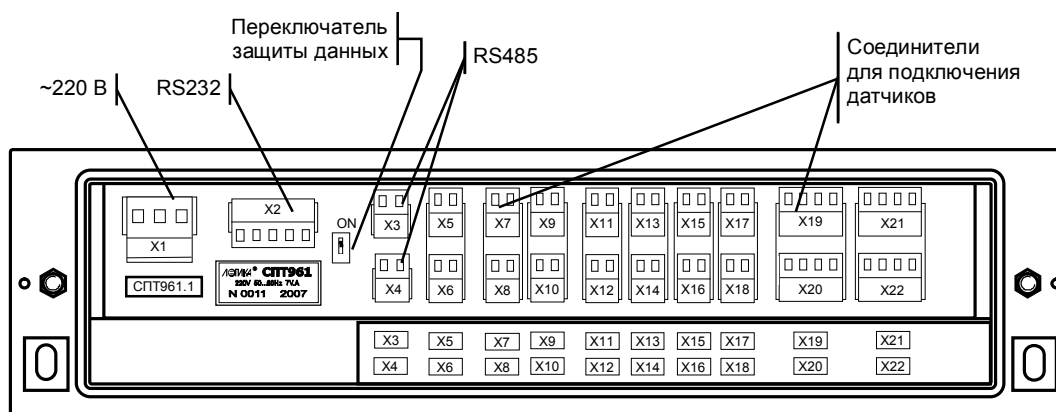 Переключатель
защиты данных
RS485
Соединители
для подключения
датчиков
~220 В
RS232
X1
X2
ON
X3
X5
X7
X9
X11
X13
X15
X17
X19
X21
X4
X6
X8
X10
X12
X14
X16
X18
X20
X22
СПТ961.1
ЛОГИКА® СПТ961
220V 50...60Hz 7VA
N 0011 2007
X3 X5 X7 X9 X11 X13 X15 X17 X19 X21
X4 X6 X8 X10 X12 X14 X16 X18 X20 X22